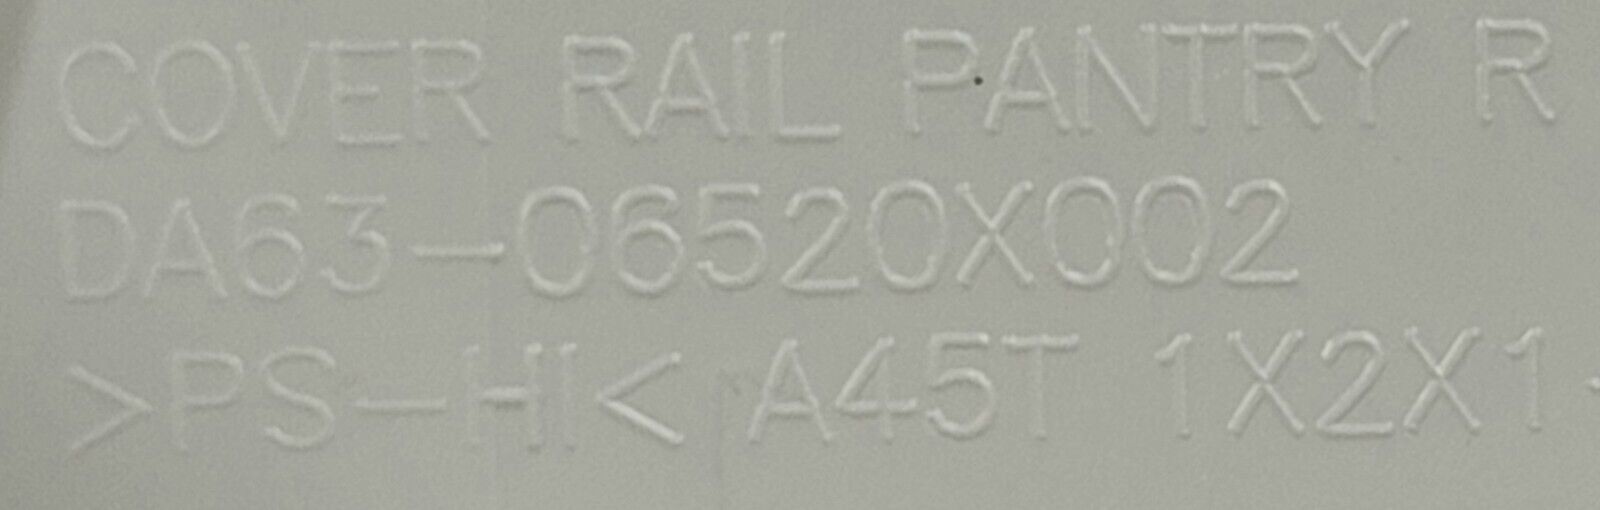 COVER RAIL PANTRY R
DA63-06520X002
>PS-HI< A45T 1X2X1